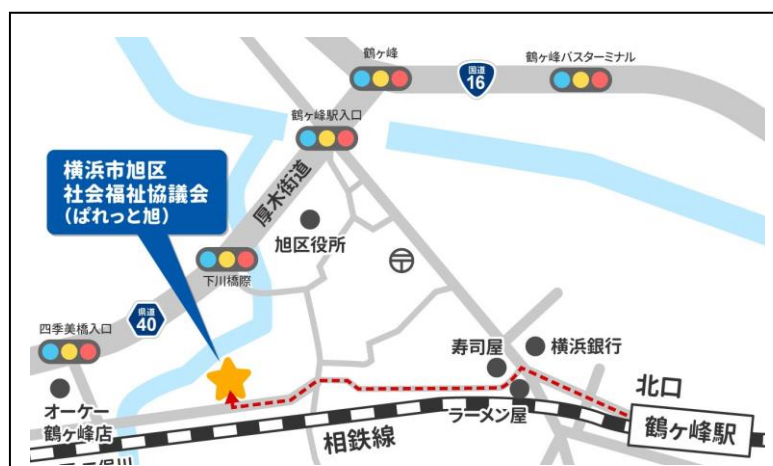 鶴ヶ峰
国道
16
鶴ヶ峰バスターミナル
鶴ヶ峰駅入口
横浜市旭区
社会福祉協議会
(ぱれっと旭)
厚木街道
旭区役所
下川橋際
県道
40
四季美橋入口
寿司屋
横浜銀行
北口
オーケー
鶴ヶ峰店
ラーメン屋
鶴ヶ峰駅
相鉄線